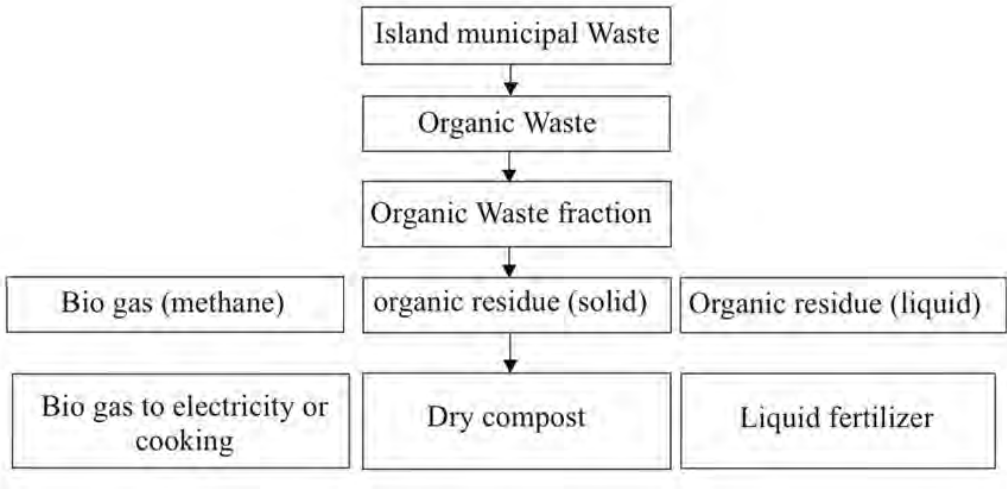 Island municipal Waste
Organic Waste
Organic Waste fraction
Bio gas (methane)
organic residue (solid)
Organic residue (liquid)
Bio gas to electricity or
cooking
Dry compost
Liquid fertilizer